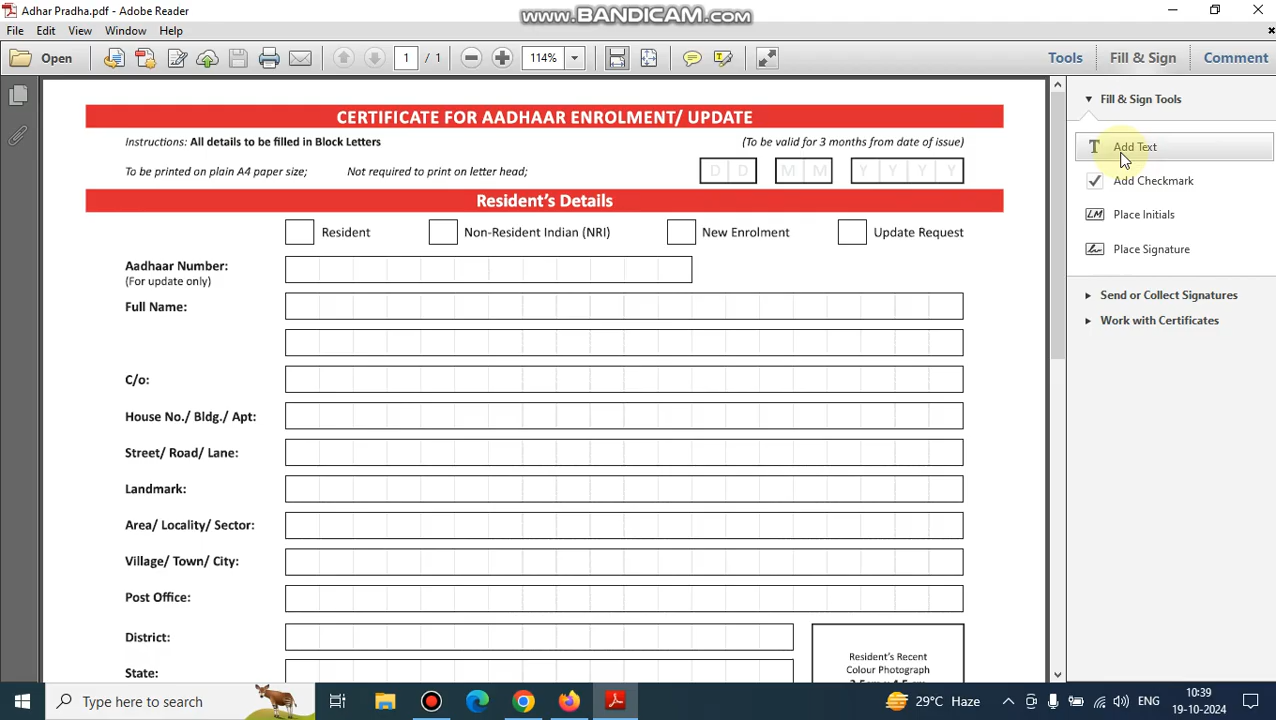 Adhar Pradha.pdf - Adobe Reader
www.BANDICAM.com
File Edit View Window Help
Open 1 / 1 114% Tools Fill & Sign Comment
Fill & Sign Tools
Add Text
Add Checkmark
Place Initials
Place Signature
Send or Collect Signatures
Work with Certificates
CERTIFICATE FOR AADHAAR ENROLMENT/ UPDATE
Instructions: All details to be filled in Block Letters (To be valid for 3 months from date of issue)
To be printed on plain A4 paper size; Not required to print on letter head; D D M M Y Y Y Y
Resident's Details
Resident Non-Resident Indian (NRI) New Enrolment Update Request
Aadhaar Number:
(For update only)
Full Name:
C/o:
House No./ Bldg./ Apt:
Street/ Road/ Lane:
Landmark:
Area/ Locality/ Sector:
Village/ Town/ City:
Post Office:
District:
State:
Resident's Recent
Colour Photograph
Type here to search
29°C Haze
ENG
10:39
19-10-2024